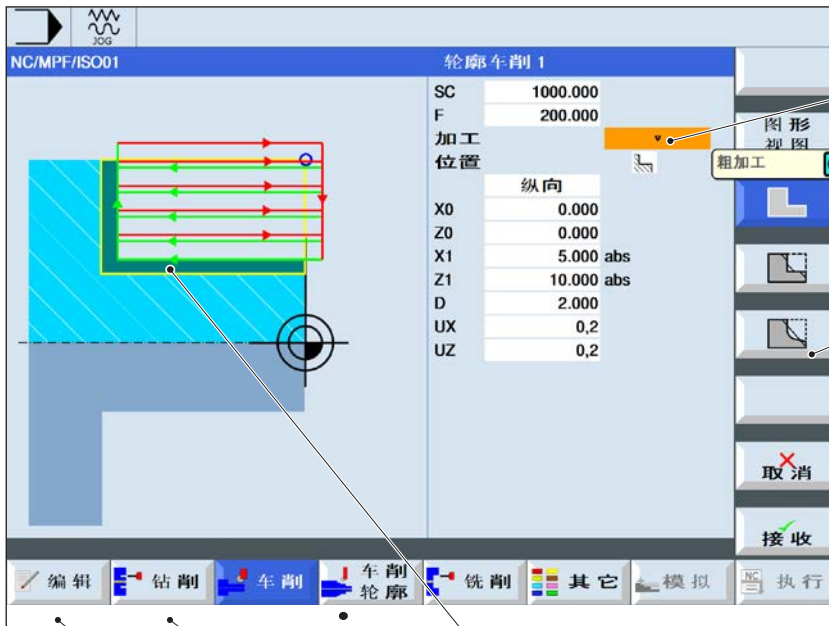 JOG
NC/MPF/ISO01
轮廓车削 1
SC 1000.000
F 200.000
加工
位置
纵向
X0 0.000
Z0 0.000
X1 5.000 abs
Z1 10.000 abs
D 2.000
UX 0,2
UZ 0,2
图形
视图
粗加工
取消
接收
编辑
钻削
车削
车削
轮廓
铣削
其它
模拟
NC
执行